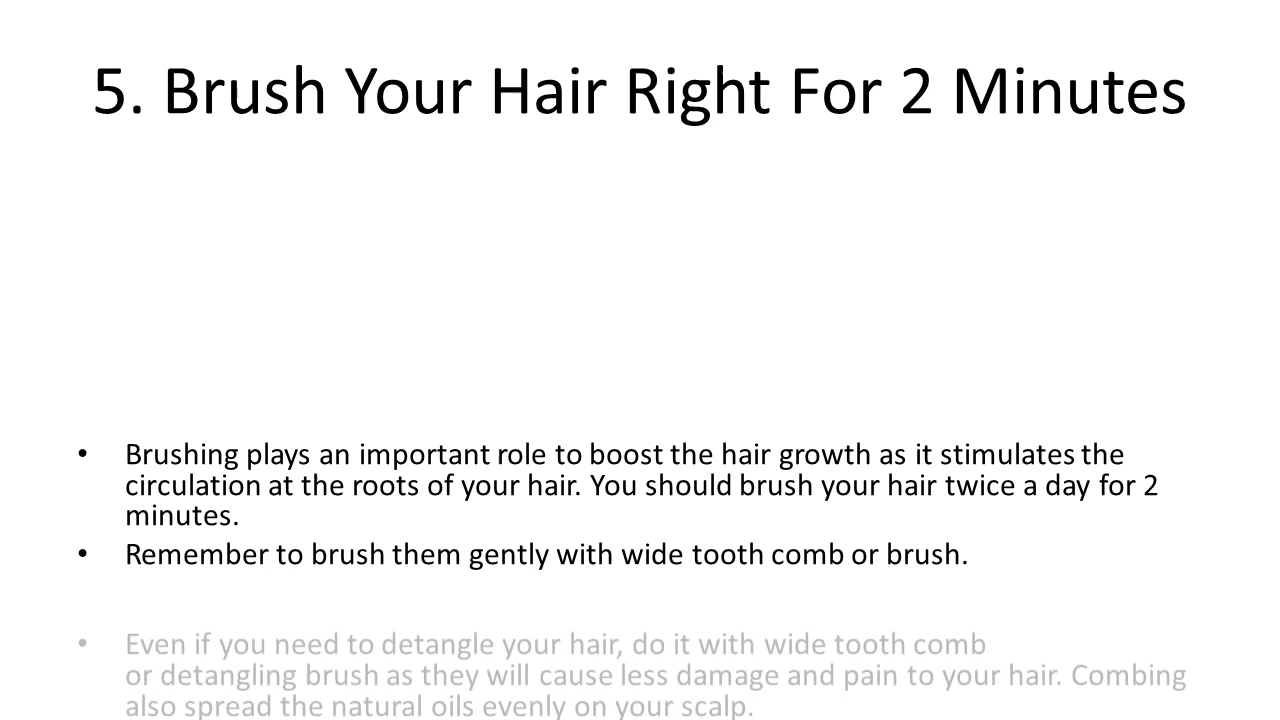 5. Brush Your Hair Right For 2 Minutes
• Brushing plays an important role to boost the hair growth as it stimulates the
circulation at the roots of your hair. You should brush your hair twice a day for 2
minutes.
• Remember to brush them gently with wide tooth comb or brush.
• Even if you need to detangle your hair, do it with wide tooth comb
or detangling brush as they will cause less damage and pain to your hair. Combing
also spread the natural oils evenly on your scalp.